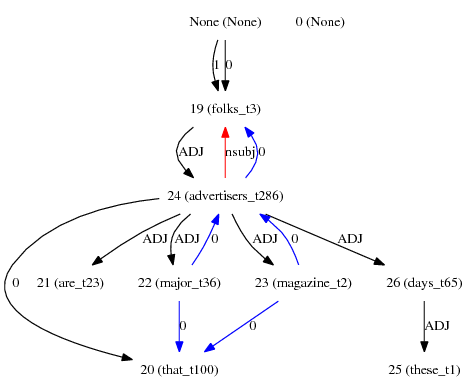 None (None) 0 (None)
1 0
19 (folks_t3)
ADJ nsubj 0
24 (advertisers_t286)
0 ADJ ADJ 0 ADJ 0 ADJ
21 (are_t23) 22 (major_t36) 23 (magazine_t2) 26 (days_t65)
0 0 ADJ
20 (that_t100) 25 (these_t1)